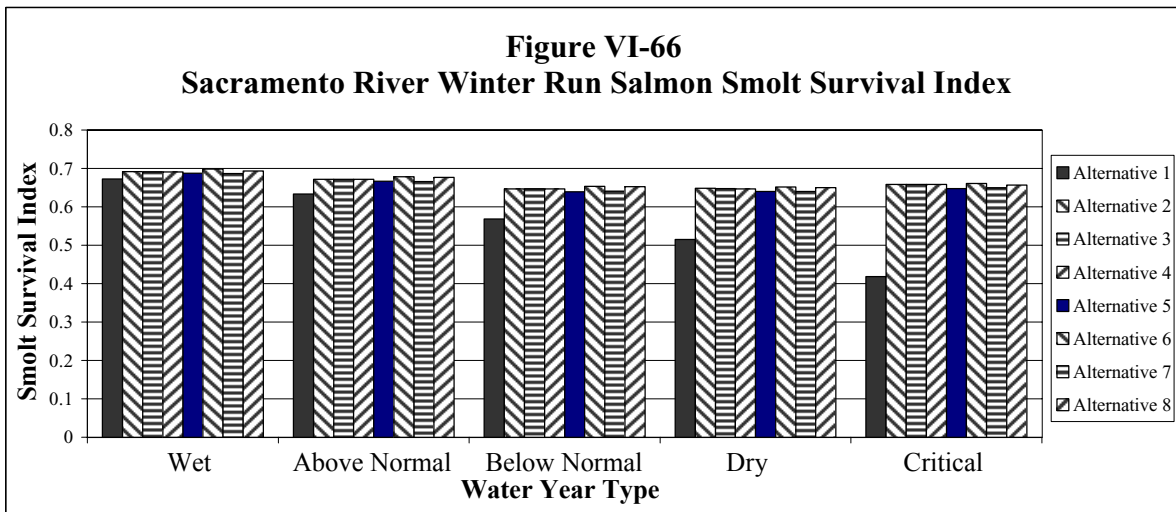 Figure VI-66
Sacramento River Winter Run Salmon Smolt Survival Index
Smolt Survival Index
0.8
0.7
0.6
0.5
0.4
0.3
0.2
0.1
0
Wet Above Normal Below Normal Dry Critical
Water Year Type
Alternative 1
Alternative 2
Alternative 3
Alternative 4
Alternative 5
Alternative 6
Alternative 7
Alternative 8